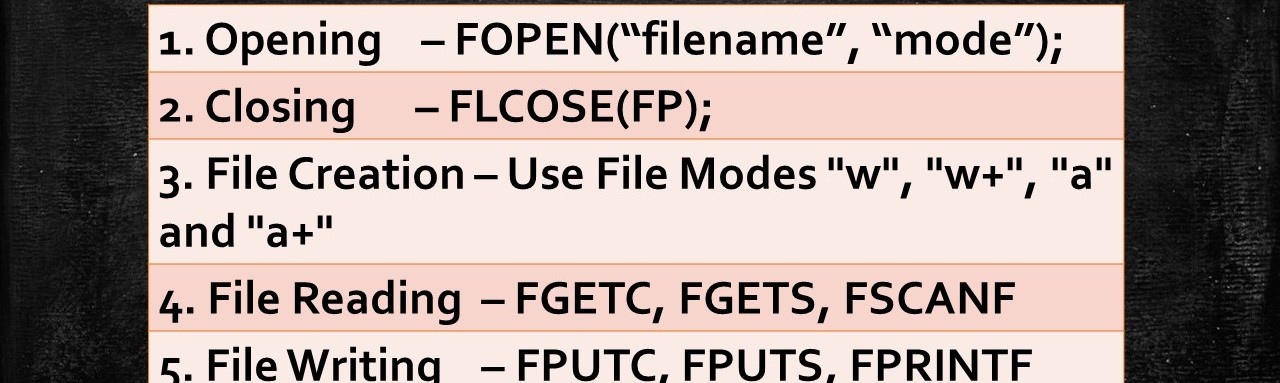 1. Opening – FOPEN(“filename”, “mode”);
2. Closing – FLCOSE(FP);
3. File Creation – Use File Modes "w", "w+", "a"
and "a+"
4. File Reading – FGETC, FGETS, FSCANF
5. File Writing – FPUTC, FPUTS, FPRINTF